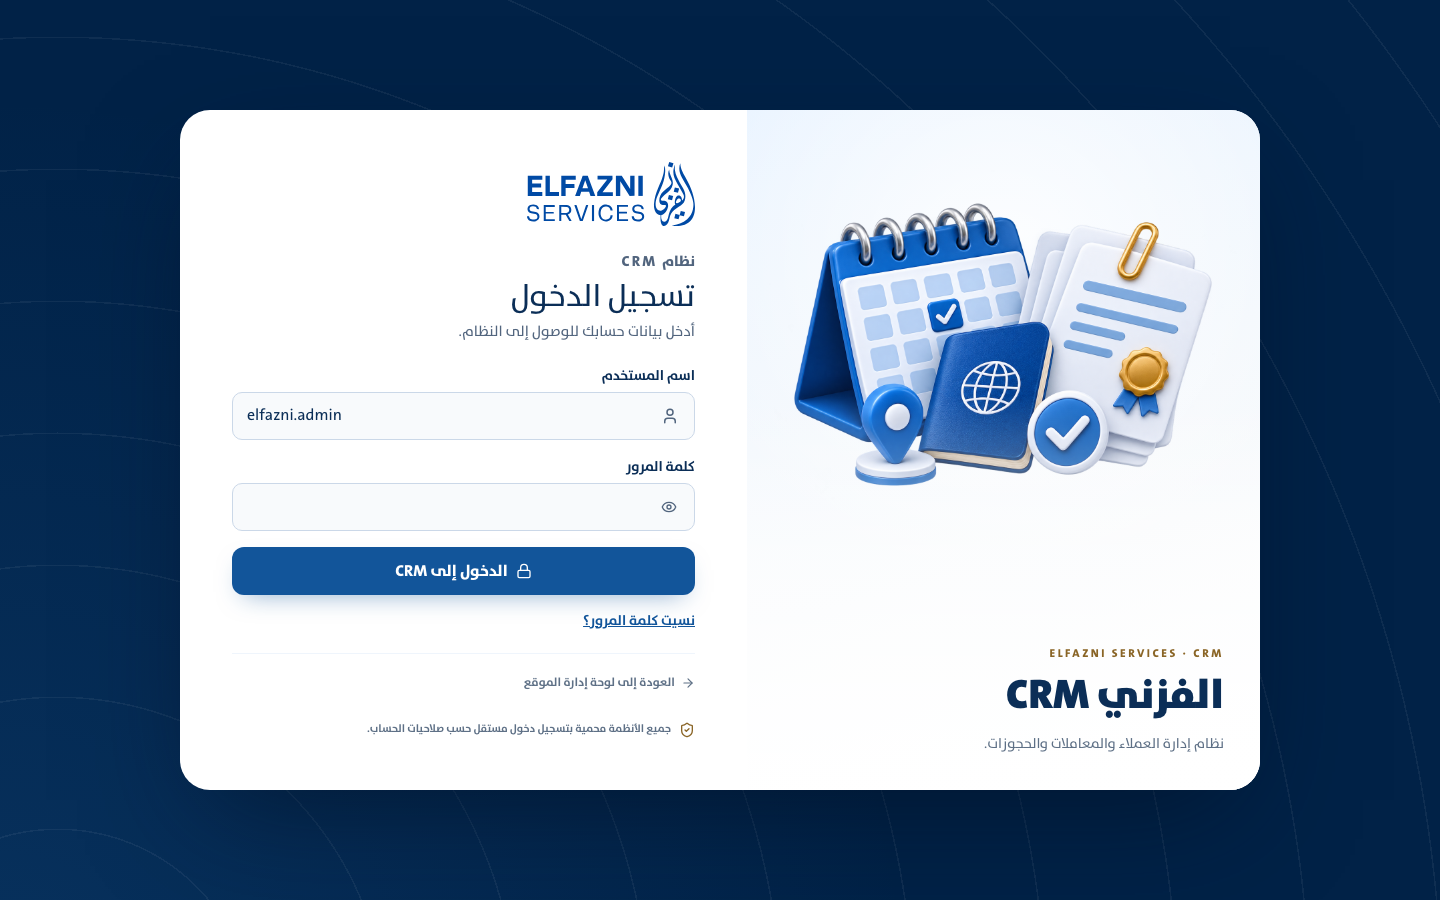 ELFAZNI
SERVICES
نظام CRM
تسجيل الدخول
أدخل بيانات حسابك للوصول إلى النظام.
اسم المستخدم
elfazni.admin
كلمة المرور
الدخول إلى CRM
نسيت كلمة المرور؟
العودة إلى لوحة إدارة الموقع
جميع الأنظمة محمية بتسجيل دخول مستقل حسب صلاحيات الحساب.
ELFAZNI SERVICES · CRM
الفزني CRM
نظام إدارة العملاء والمعاملات والحجوزات.